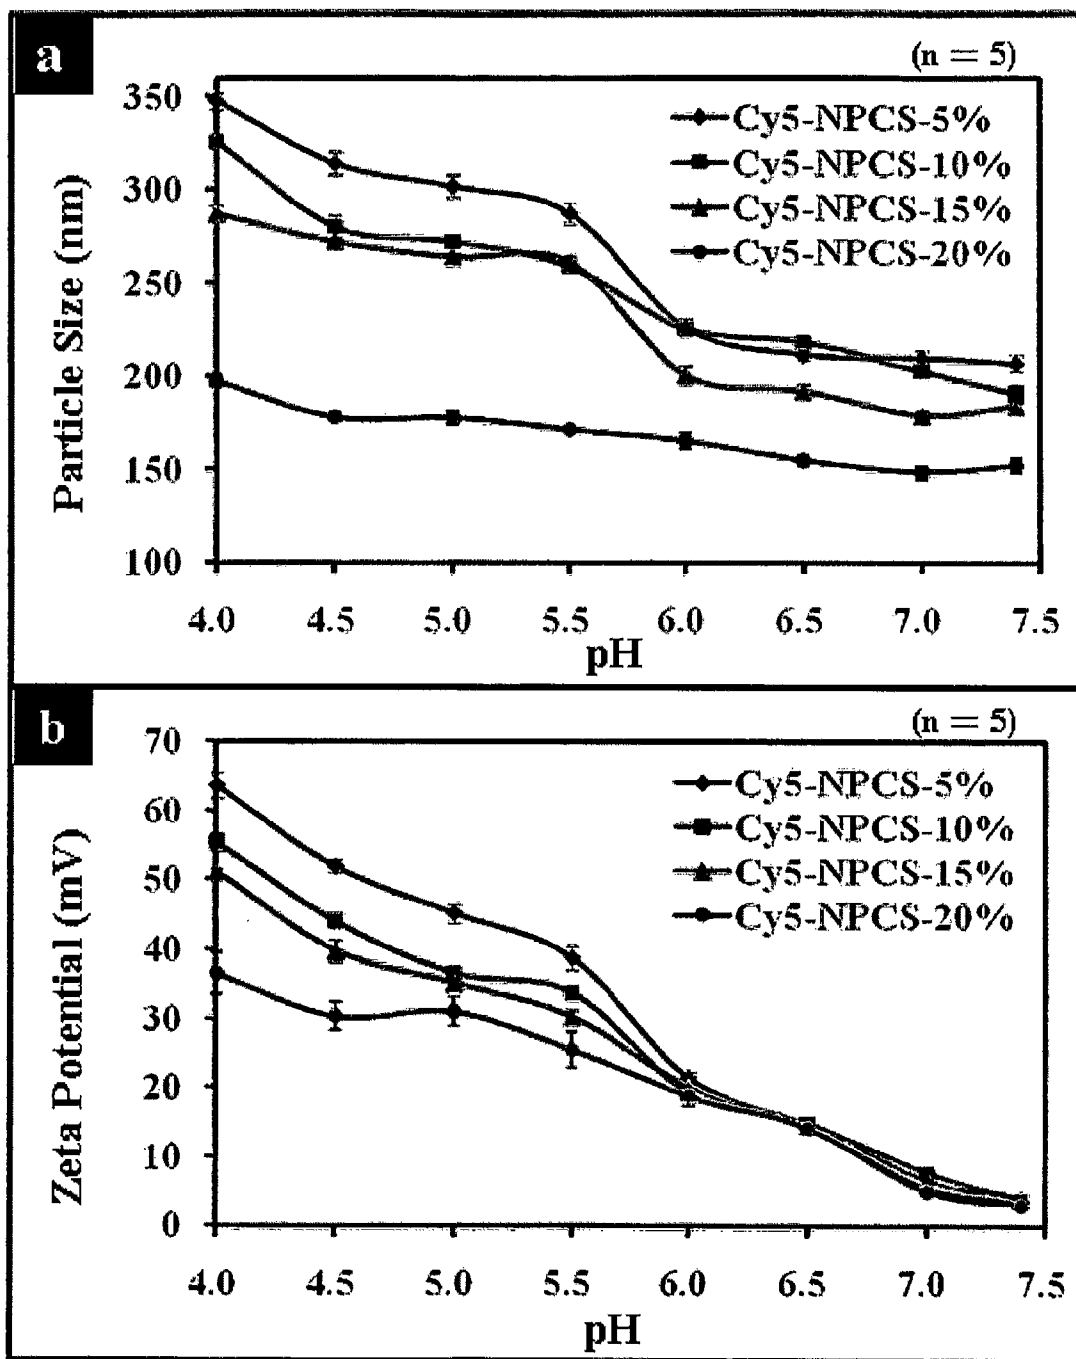 a
(n = 5)
350
300
250
200
150
100
Particle Size (nm)
Cy5-NPCS-5%
Cy5-NPCS-10%
Cy5-NPCS-15%
Cy5-NPCS-20%
4.0 4.5 5.0 5.5 6.0 6.5 7.0 7.5
pH
b
(n = 5)
70
60
50
40
30
20
10
0
Zeta Potential (mV)
Cy5-NPCS-5%
Cy5-NPCS-10%
Cy5-NPCS-15%
Cy5-NPCS-20%
4.0 4.5 5.0 5.5 6.0 6.5 7.0 7.5
pH